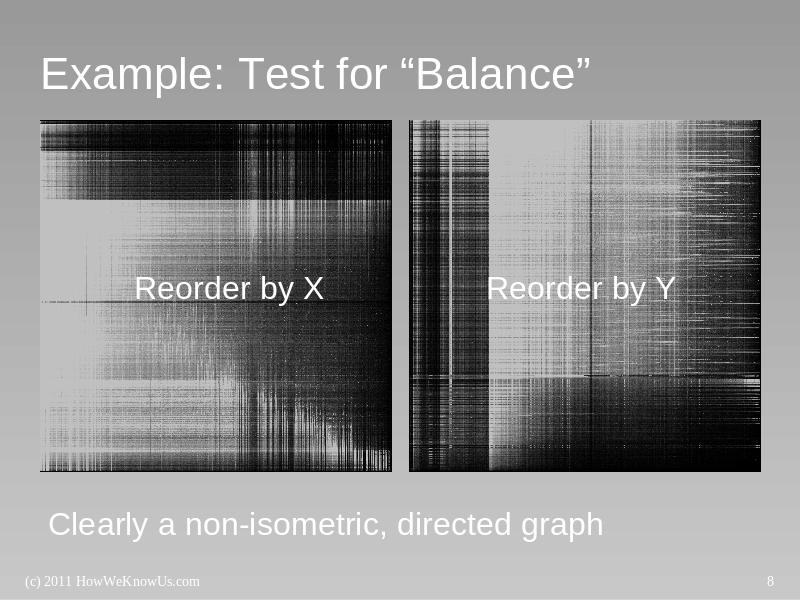 Example: Test for “Balance”
Reorder by X
Reorder by Y
Clearly a non-isometric, directed graph
(c) 2011 HowWeKnowUs.com
8